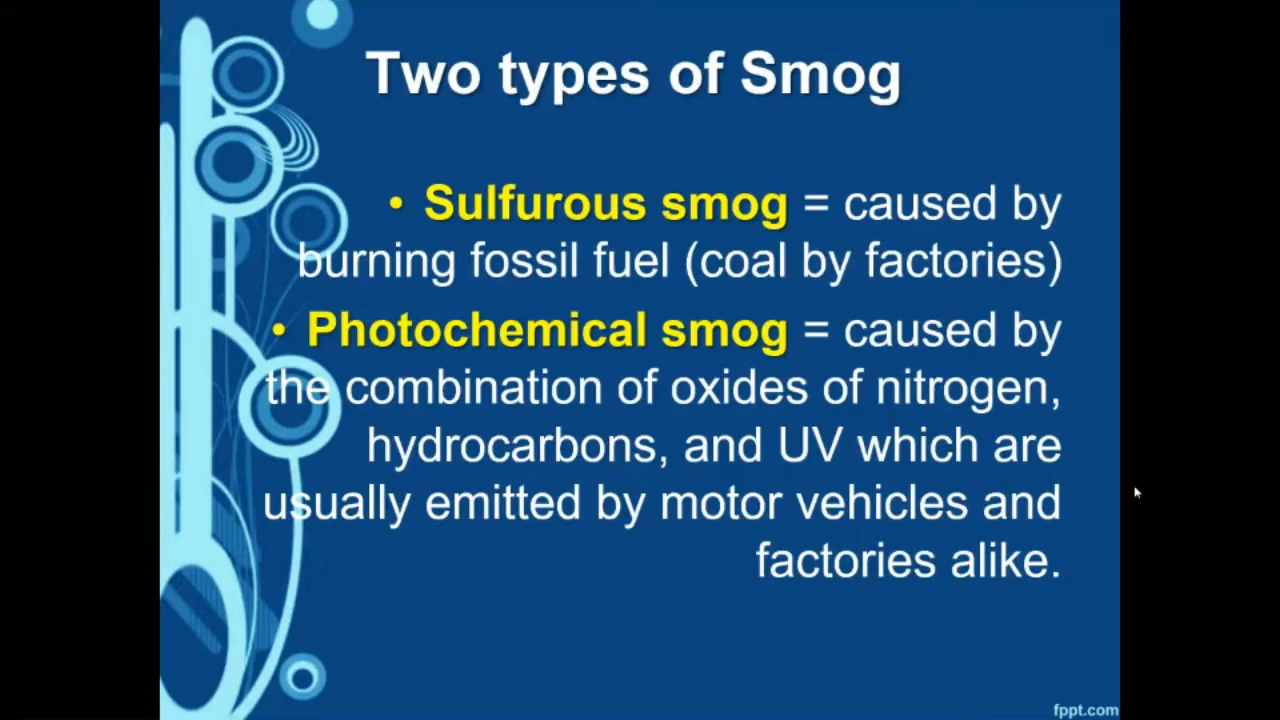 Two types of Smog
• Sulfurous smog = caused by
burning fossil fuel (coal by factories)
• Photochemical smog = caused by
the combination of oxides of nitrogen,
hydrocarbons, and UV which are
usually emitted by motor vehicles and
factories alike.
fppt.com